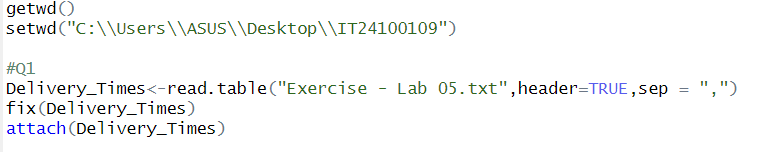 getwd()
setwd("C:\\Users\\ASUS\\Desktop\\IT24100109")
#Q1
Delivery_Times<-read.table("Exercise - Lab 05.txt",header=TRUE,sep = ",")
fix(Delivery_Times)
attach(Delivery_Times)